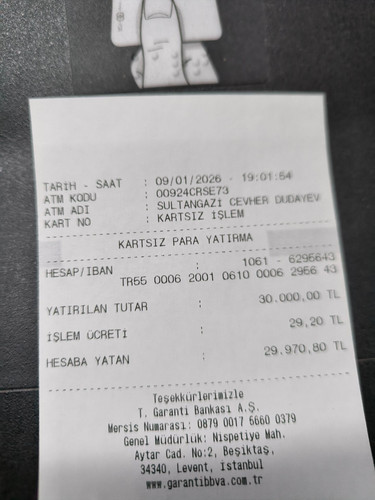 TARİH - SAAT : 09/01/2026 - 19:01:54
ATM KODU : 00924CRSE73
ATM ADI : SULTANGAZİ CEVHER DUDAYEV
KART NO : KARTSIZ İŞLEM
KARTSIZ PARA YATIRMA
HESAP/IBAN : 1061 - 6295643
TR55 0006 2001 0610 0006 2956 43
YATIRILAN TUTAR : 30.000,00 TL
İŞLEM ÜCRETİ : 29,20 TL
HESABA YATAN : 29.970,80 TL
Teşekkürlerimizle
T. Garanti Bankası A.Ş.
Mersis Numarası: 0879 0017 5660 0379
Genel Müdürlük: Nispetiye Mah.
Aytar Cad. No:2, Beşiktaş,
34340, Levent, İstanbul
www.garantibbva.com.tr